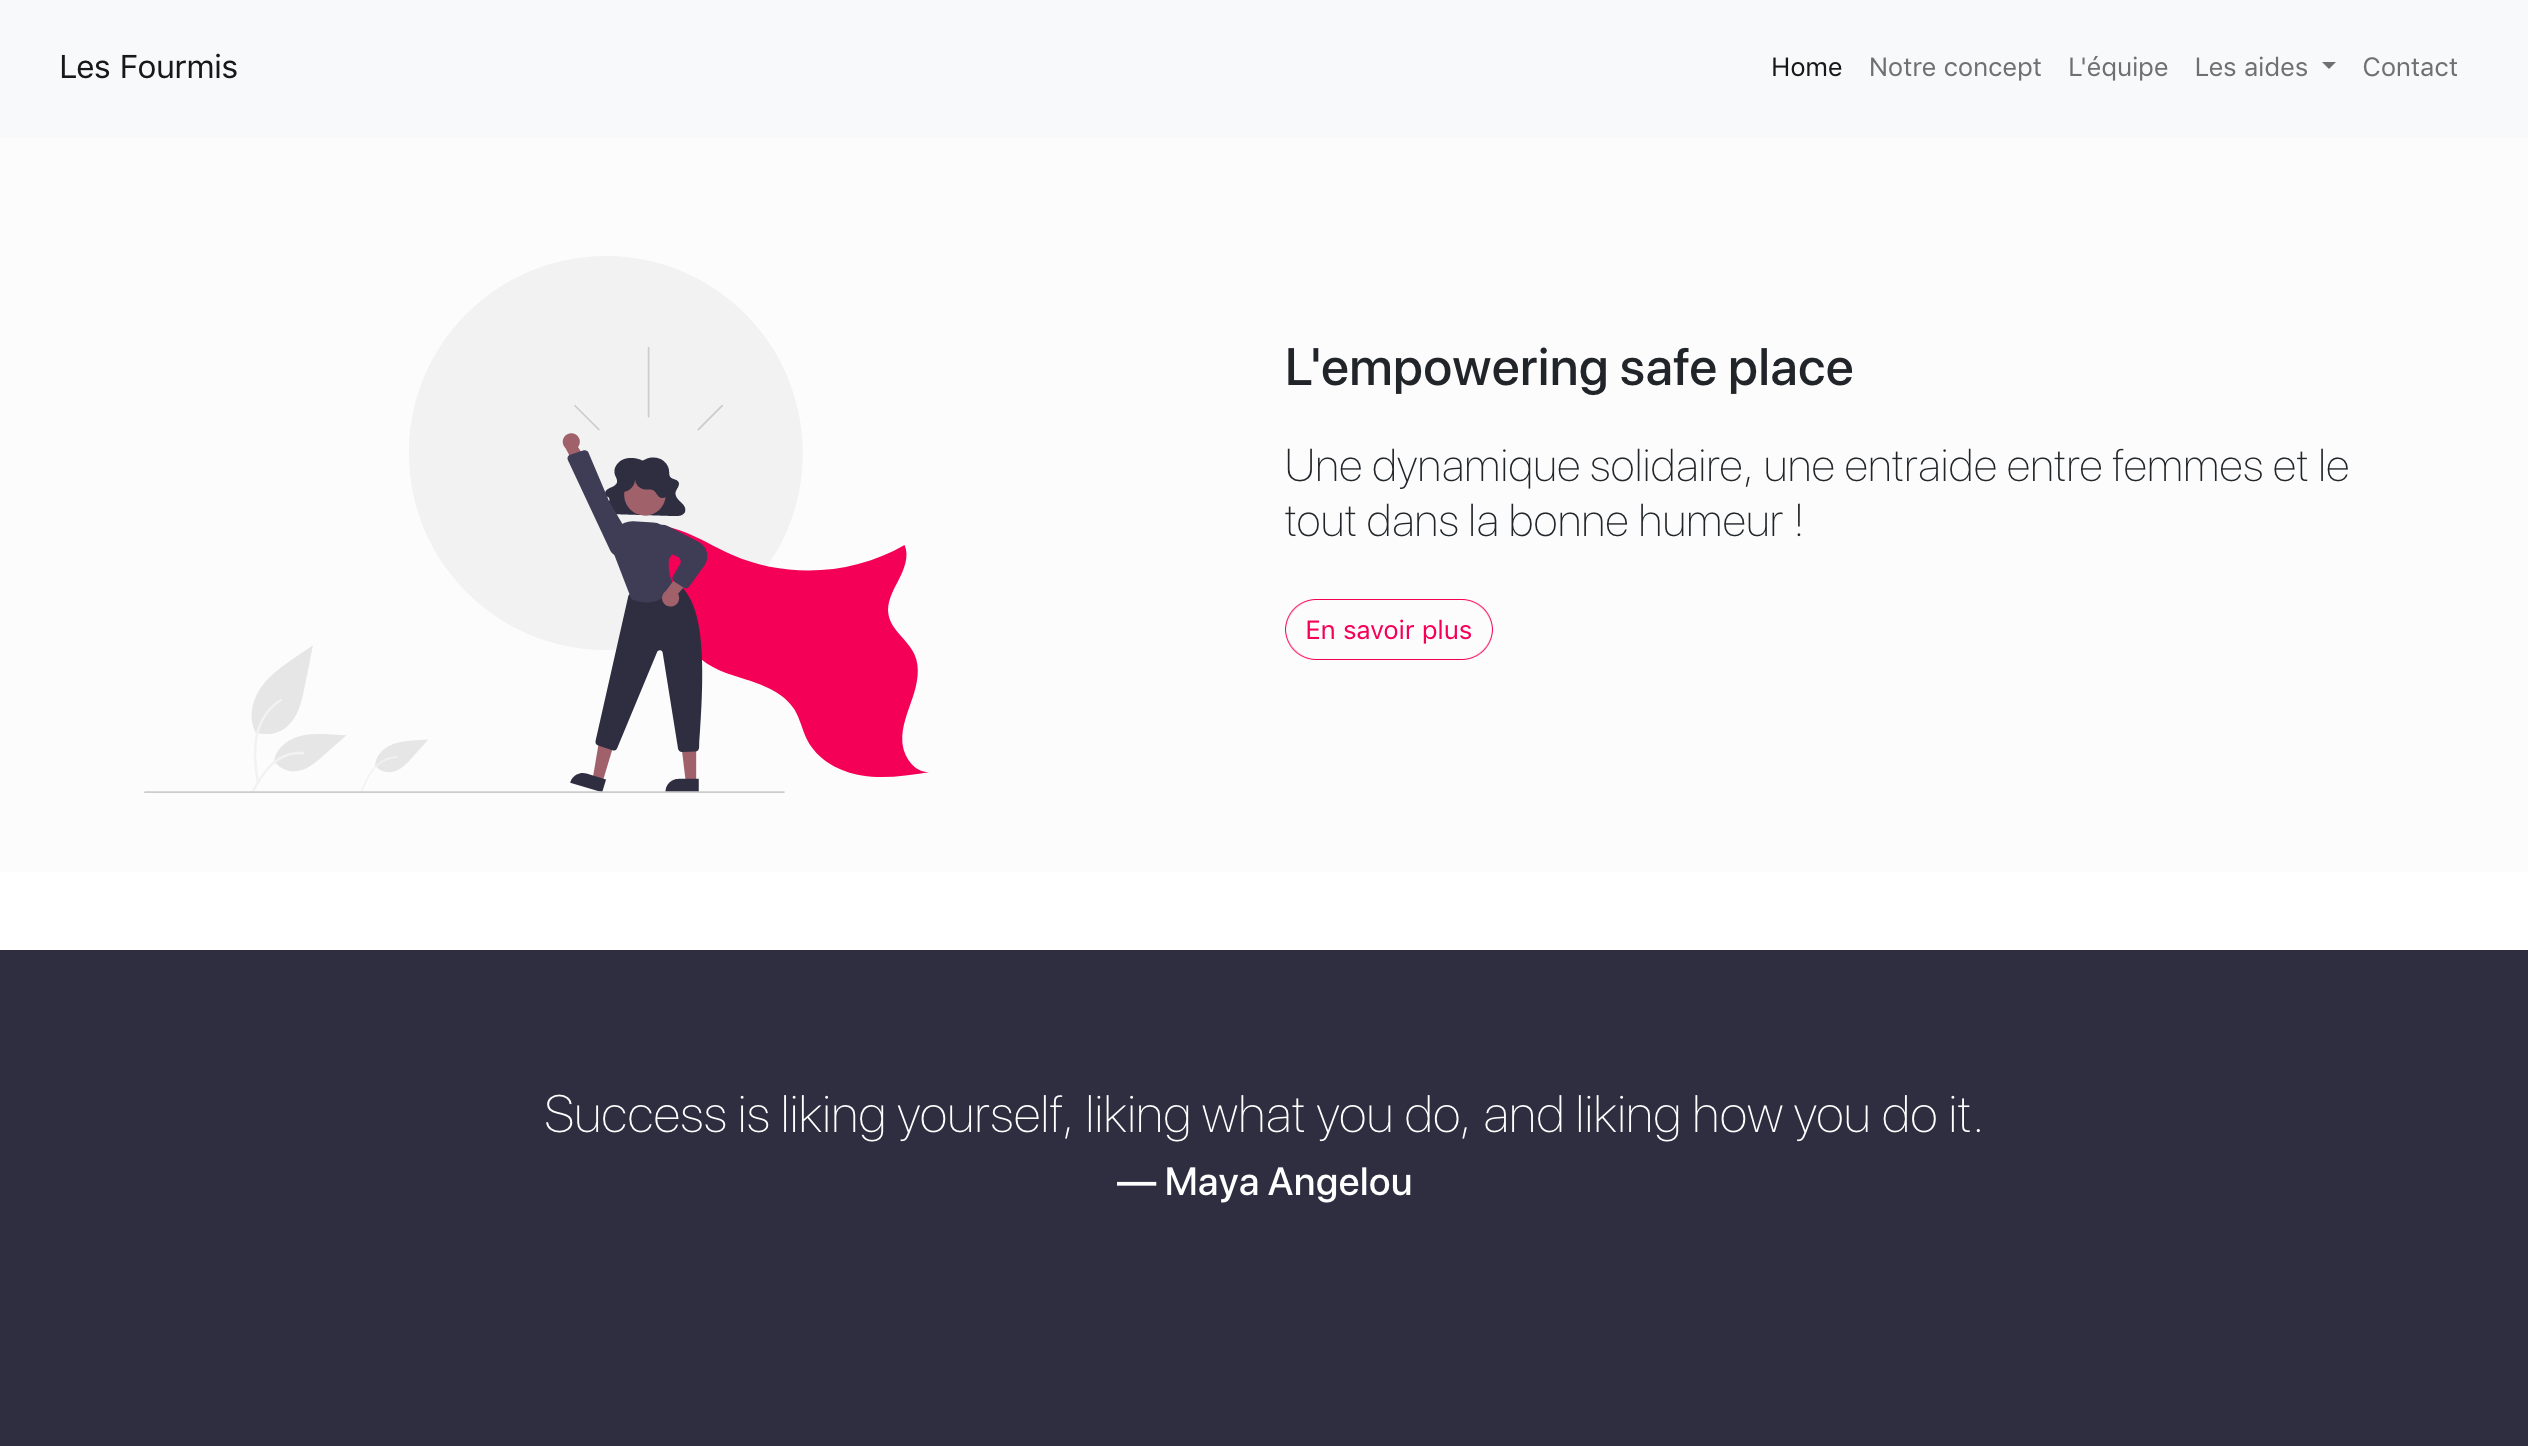 Les Fourmis
Home Notre concept L'équipe Les aides Contact
L'empowering safe place
Une dynamique solidaire, une entraide entre femmes et le
tout dans la bonne humeur !
En savoir plus
Success is liking yourself, liking what you do, and liking how you do it.
— Maya Angelou